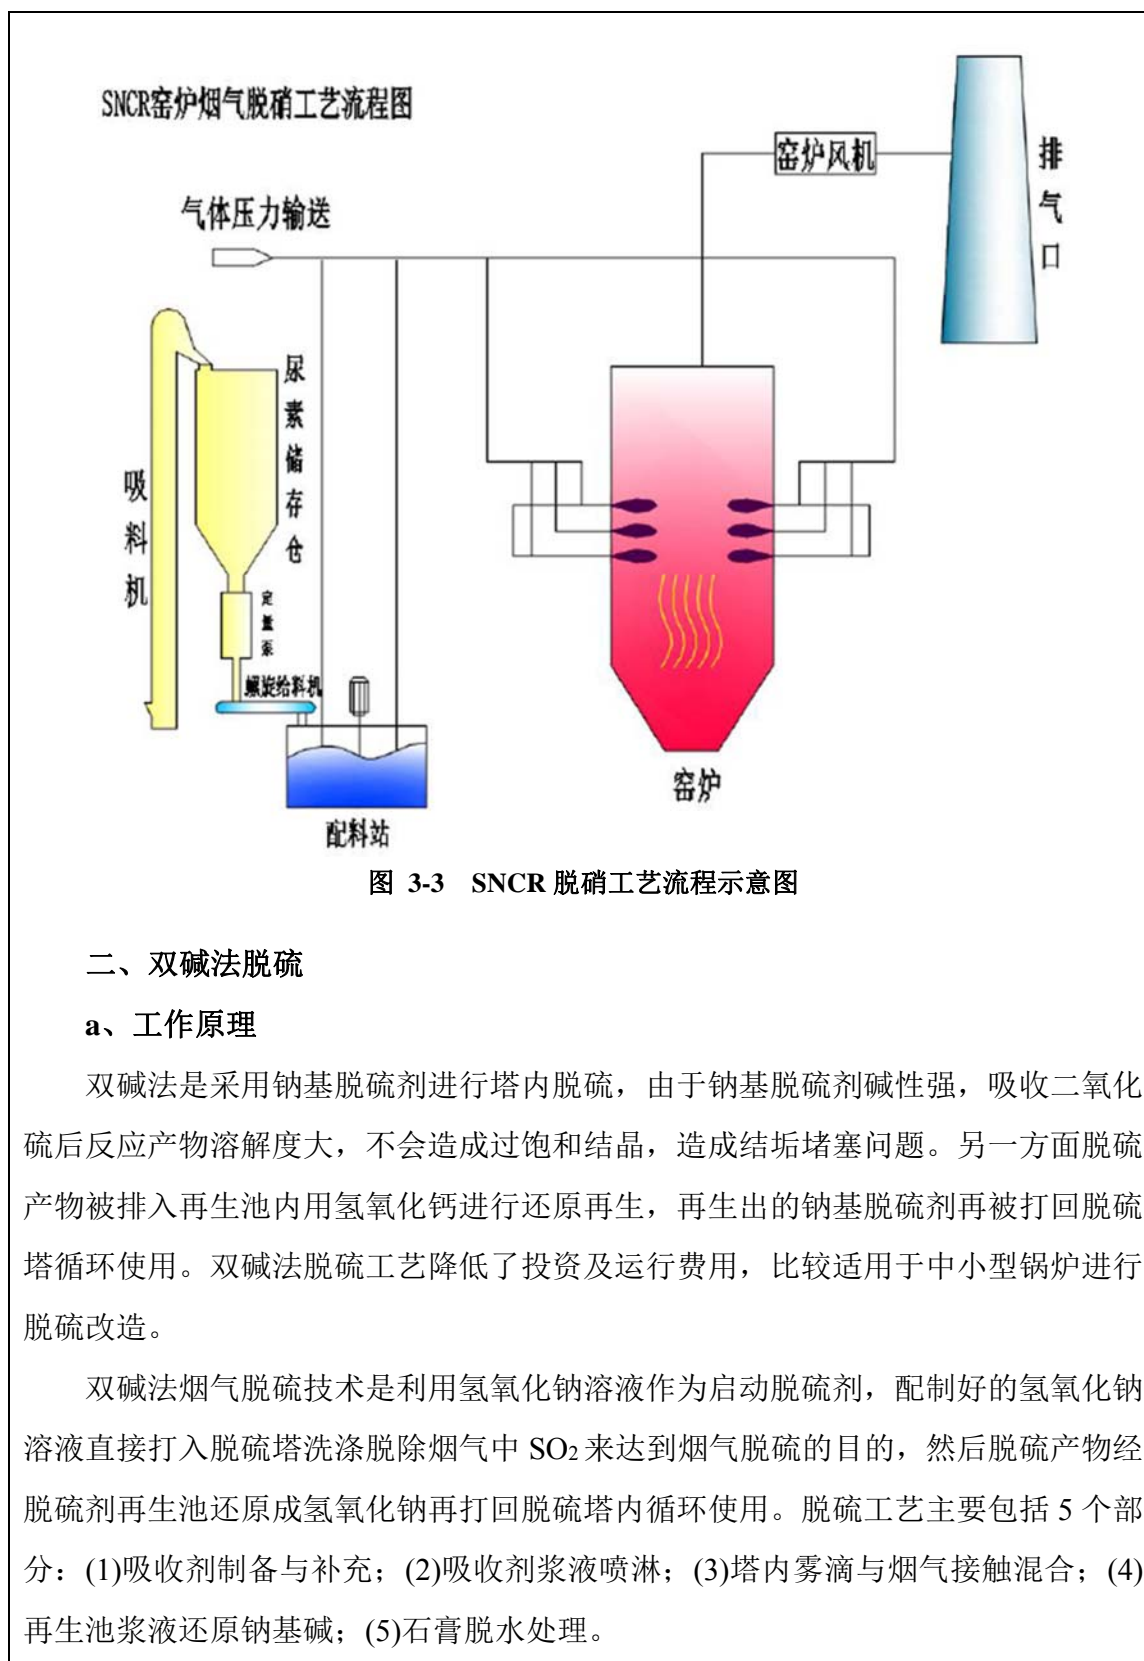 SNCR窑炉烟气脱硝工艺流程图
窑炉风机
排气口
气体压力输送
尿素储存仓
吸料机
定量泵
螺旋给料机
窑炉
配料站
图 3-3 SNCR 脱硝工艺流程示意图
二、双碱法脱硫
a、工作原理
双碱法是采用钠基脱硫剂进行塔内脱硫，由于钠基脱硫剂碱性强，吸收二氧化
硫后反应产物溶解度大，不会造成过饱和结晶，造成结垢堵塞问题。另一方面脱硫
产物被排入再生池内用氢氧化钙进行还原再生，再生出的钠基脱硫剂再被打回脱硫
塔循环使用。双碱法脱硫工艺降低了投资及运行费用，比较适用于中小型锅炉进行
脱硫改造。
双碱法烟气脱硫技术是利用氢氧化钠溶液作为启动脱硫剂，配制好的氢氧化钠
溶液直接打入脱硫塔洗涤脱除烟气中 SO₂ 来达到烟气脱硫的目的，然后脱硫产物经
脱硫剂再生池还原成氢氧化钠再打回脱硫塔内循环使用。脱硫工艺主要包括 5 个部
分：(1)吸收剂制备与补充；(2)吸收剂浆液喷淋；(3)塔内雾滴与烟气接触混合；(4)
再生池浆液还原钠基碱；(5)石膏脱水处理。